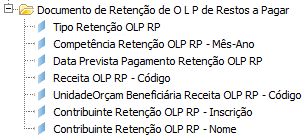 Documento de Retenção de O L P de Restos a Pagar
Tipo Retenção OLP RP
Competência Retenção OLP RP - Mês-Ano
Data Prevista Pagamento Retenção OLP RP
Receita OLP RP - Código
UnidadeOrçam Beneficiária Receita OLP RP - Código
Contribuinte Retenção OLP RP - Inscrição
Contribuinte Retenção OLP RP - Nome